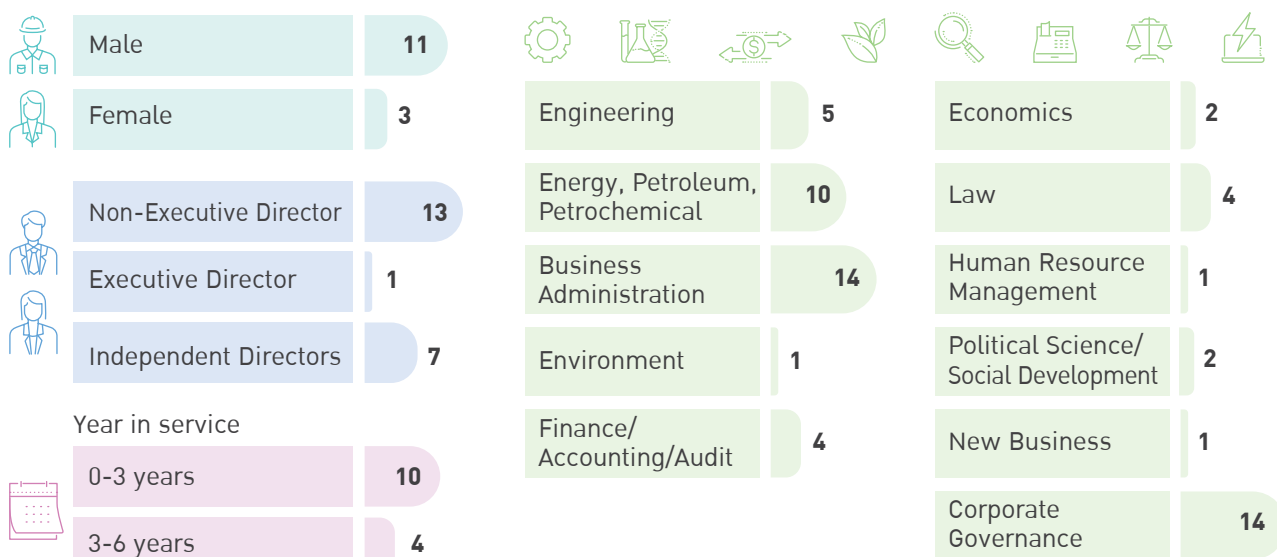 Male 11
Female 3
Non-Executive Director 13
Executive Director 1
Independent Directors 7
Year in service
0-3 years 10
3-6 years 4
$
Engineering 5
Energy, Petroleum,
Petrochemical 10
Business
Administration 14
Environment 1
Finance/
Accounting/Audit 4
Economics 2
Law 4
Human Resource
Management 1
Political Science/
Social Development 2
New Business 1
Corporate
Governance 14